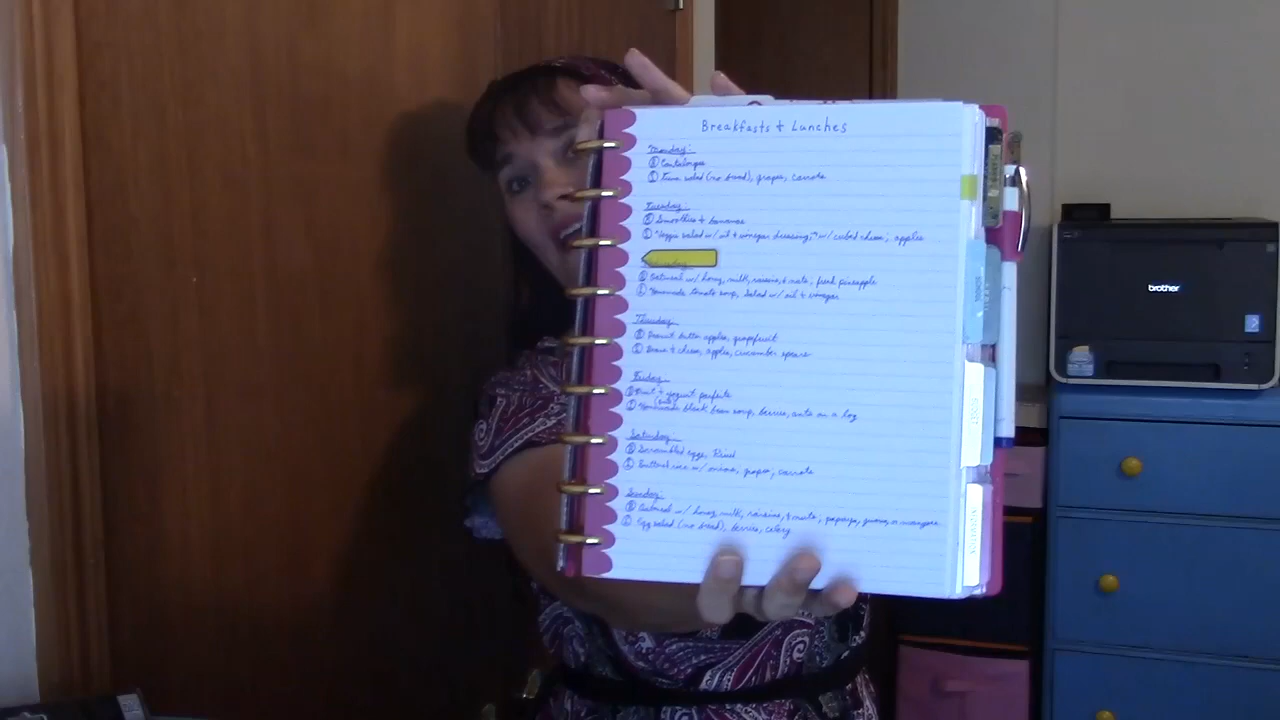 Breakfasts + Lunches
Monday:
B Cantaloupe
L Tuna salad (no bread), grapes, carrots
Tuesday:
B Smoothies + bananas
L "Veggie salad w/ oil + vinegar dressing," w/ cubed cheese; apples
B Oatmeal w/ honey, milk, raisins, + nuts; fresh pineapple
L Homemade tomato soup, salad w/ oil + vinegar
Thursday:
B Peanut butter apples, grapefruit
L & cheese, apples, cucumber spears
Friday:
B Fruit + yogurt parfaits
L Homemade black bean soup, berries, ants on a log
Saturday:
B Scrambled eggs,
L Buttered rice w/ onions, grapes, carrots
Sunday:
B Oatmeal w/ honey, milk, raisins, + nuts; papaya, guava, or mangoes
L Egg salad (no bread), berries, celery
brother